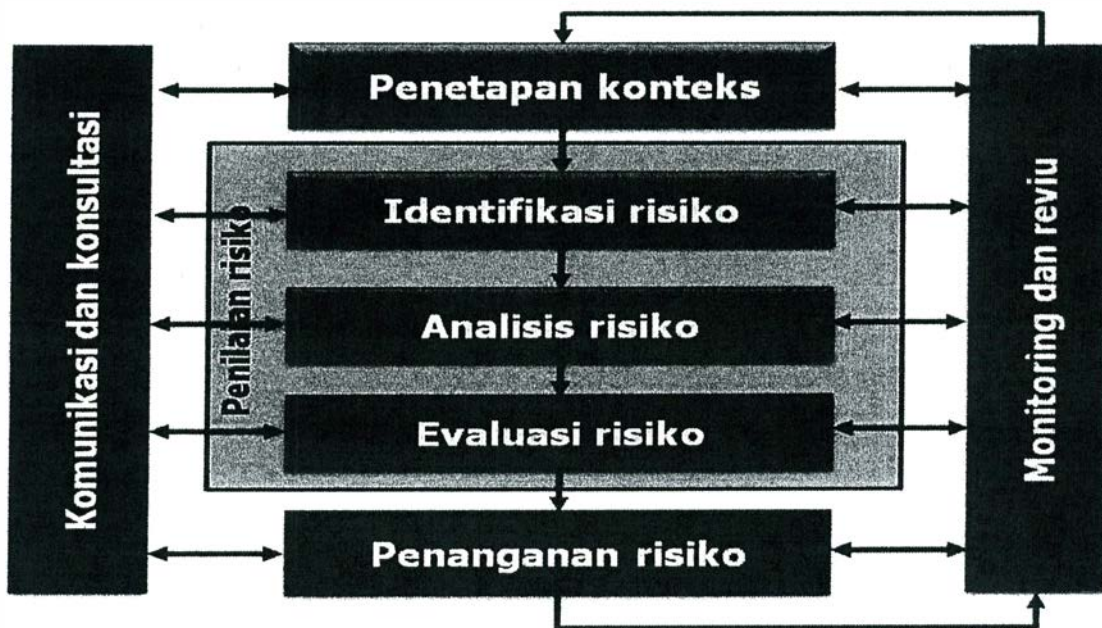 Penetapan konteks
Komunikasi dan konsultasi
Penilaian risiko
Identifikasi risiko
Analisis risiko
Evaluasi risiko
Penanganan risiko
Monitoring dan reviu